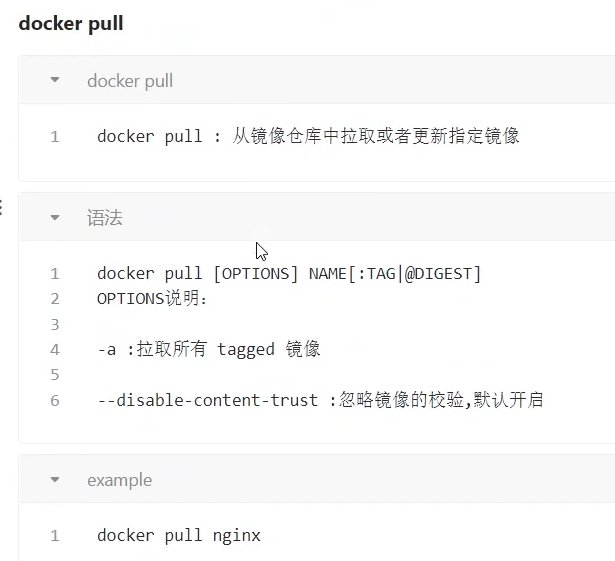 docker pull
docker pull
1 docker pull : 从镜像仓库中拉取或者更新指定镜像
语法
1 docker pull [OPTIONS] NAME[:TAG|@DIGEST]
2 OPTIONS说明：
3
4 -a :拉取所有 tagged 镜像
5
6 --disable-content-trust :忽略镜像的校验,默认开启
example
1 docker pull nginx